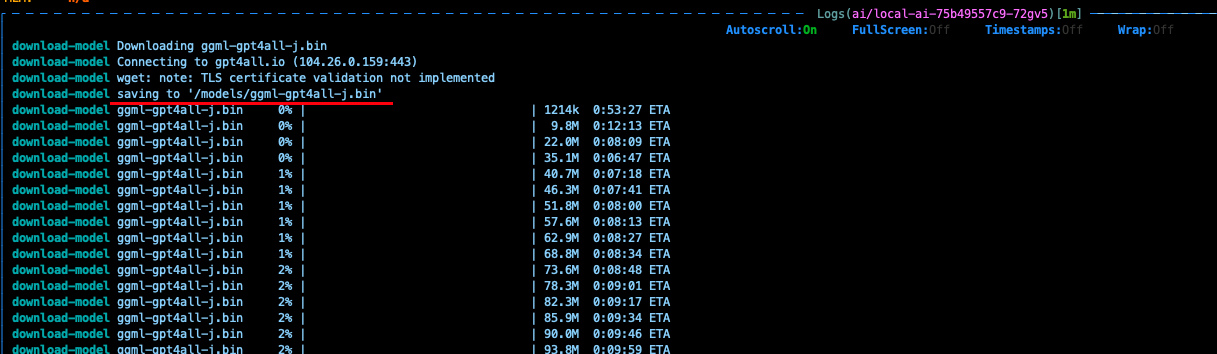 Logs(ai/local-ai-75b49557c9-72gv5)[1m]
Autoscroll:On FullScreen:Off Timestamps:Off Wrap:Off
download-model Downloading ggml-gpt4all-j.bin
download-model Connecting to gpt4all.io (104.26.0.159:443)
download-model wget: note: TLS certificate validation not implemented
download-model saving to '/models/ggml-gpt4all-j.bin'
download-model ggml-gpt4all-j.bin 0% | | 1214k 0:53:27 ETA
download-model ggml-gpt4all-j.bin 0% | | 9.8M 0:12:13 ETA
download-model ggml-gpt4all-j.bin 0% | | 22.0M 0:08:09 ETA
download-model ggml-gpt4all-j.bin 0% | | 35.1M 0:06:47 ETA
download-model ggml-gpt4all-j.bin 1% | | 40.7M 0:07:18 ETA
download-model ggml-gpt4all-j.bin 1% | | 46.3M 0:07:41 ETA
download-model ggml-gpt4all-j.bin 1% | | 51.8M 0:08:00 ETA
download-model ggml-gpt4all-j.bin 1% | | 57.6M 0:08:13 ETA
download-model ggml-gpt4all-j.bin 1% | | 62.9M 0:08:27 ETA
download-model ggml-gpt4all-j.bin 1% | | 68.8M 0:08:34 ETA
download-model ggml-gpt4all-j.bin 2% | | 73.6M 0:08:48 ETA
download-model ggml-gpt4all-j.bin 2% | | 78.3M 0:09:01 ETA
download-model ggml-gpt4all-j.bin 2% | | 82.3M 0:09:17 ETA
download-model ggml-gpt4all-j.bin 2% | | 85.9M 0:09:34 ETA
download-model ggml-gpt4all-j.bin 2% | | 90.0M 0:09:46 ETA
download-model ggml-gpt4all-j.bin 2% | | 93.8M 0:09:59 ETA